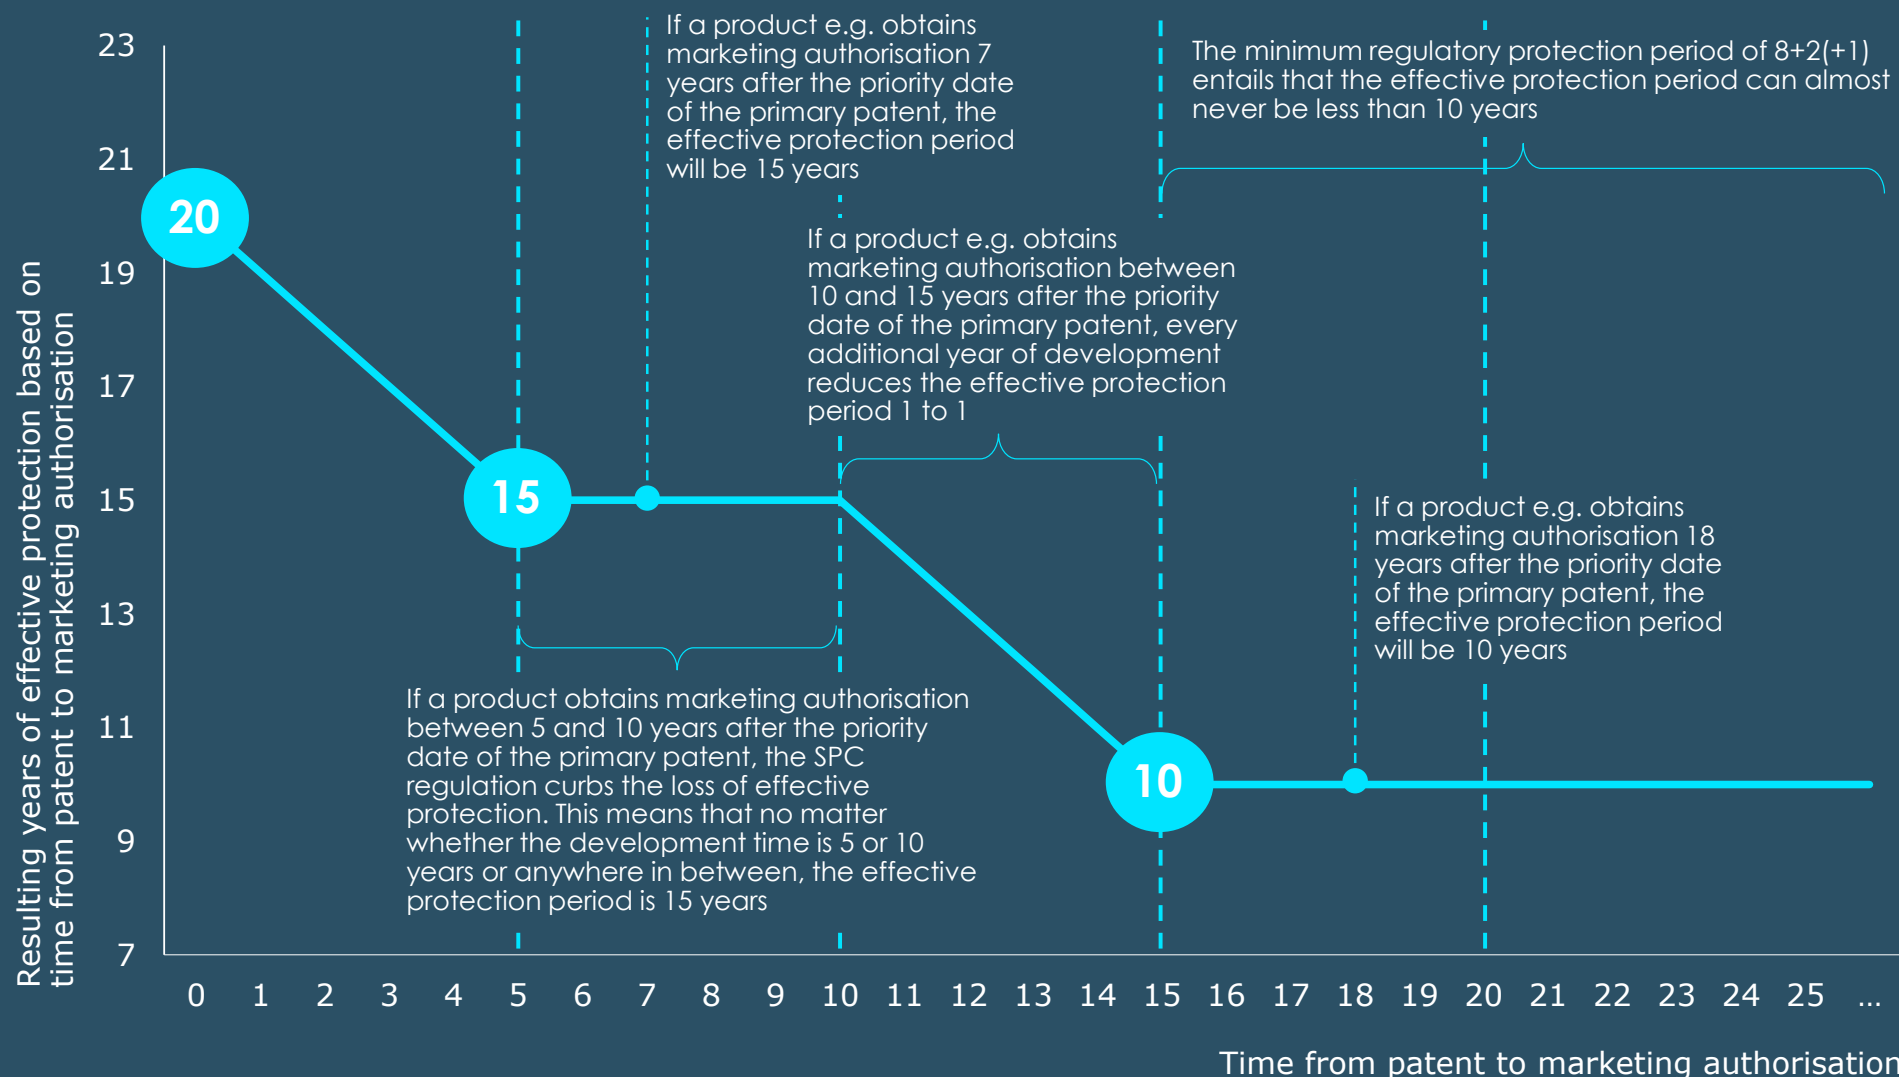 If a product e.g. obtains
marketing authorisation 7
years after the priority date
of the primary patent, the
effective protection period
will be 15 years
The minimum regulatory protection period of 8+2(+1)
entails that the effective protection period can almost
never be less than 10 years
If a product e.g. obtains
marketing authorisation between
10 and 15 years after the priority
date of the primary patent, every
additional year of development
reduces the effective protection
period 1 to 1
If a product e.g. obtains
marketing authorisation 18
years after the priority date
of the primary patent, the
effective protection period
will be 10 years
If a product obtains marketing authorisation
between 5 and 10 years after the priority
date of the primary patent, the SPC
regulation curbs the loss of effective
protection. This means that no matter
whether the development time is 5 or 10
years or anywhere in between, the effective
protection period is 15 years
20
15
10
Resulting years of effective protection based on
time from patent to marketing authorisation
23
21
19
17
15
13
11
9
7
0 1 2 3 4 5 6 7 8 9 10 11 12 13 14 15 16 17 18 19 20 21 22 23 24 25 ...
Time from patent to marketing authorisation